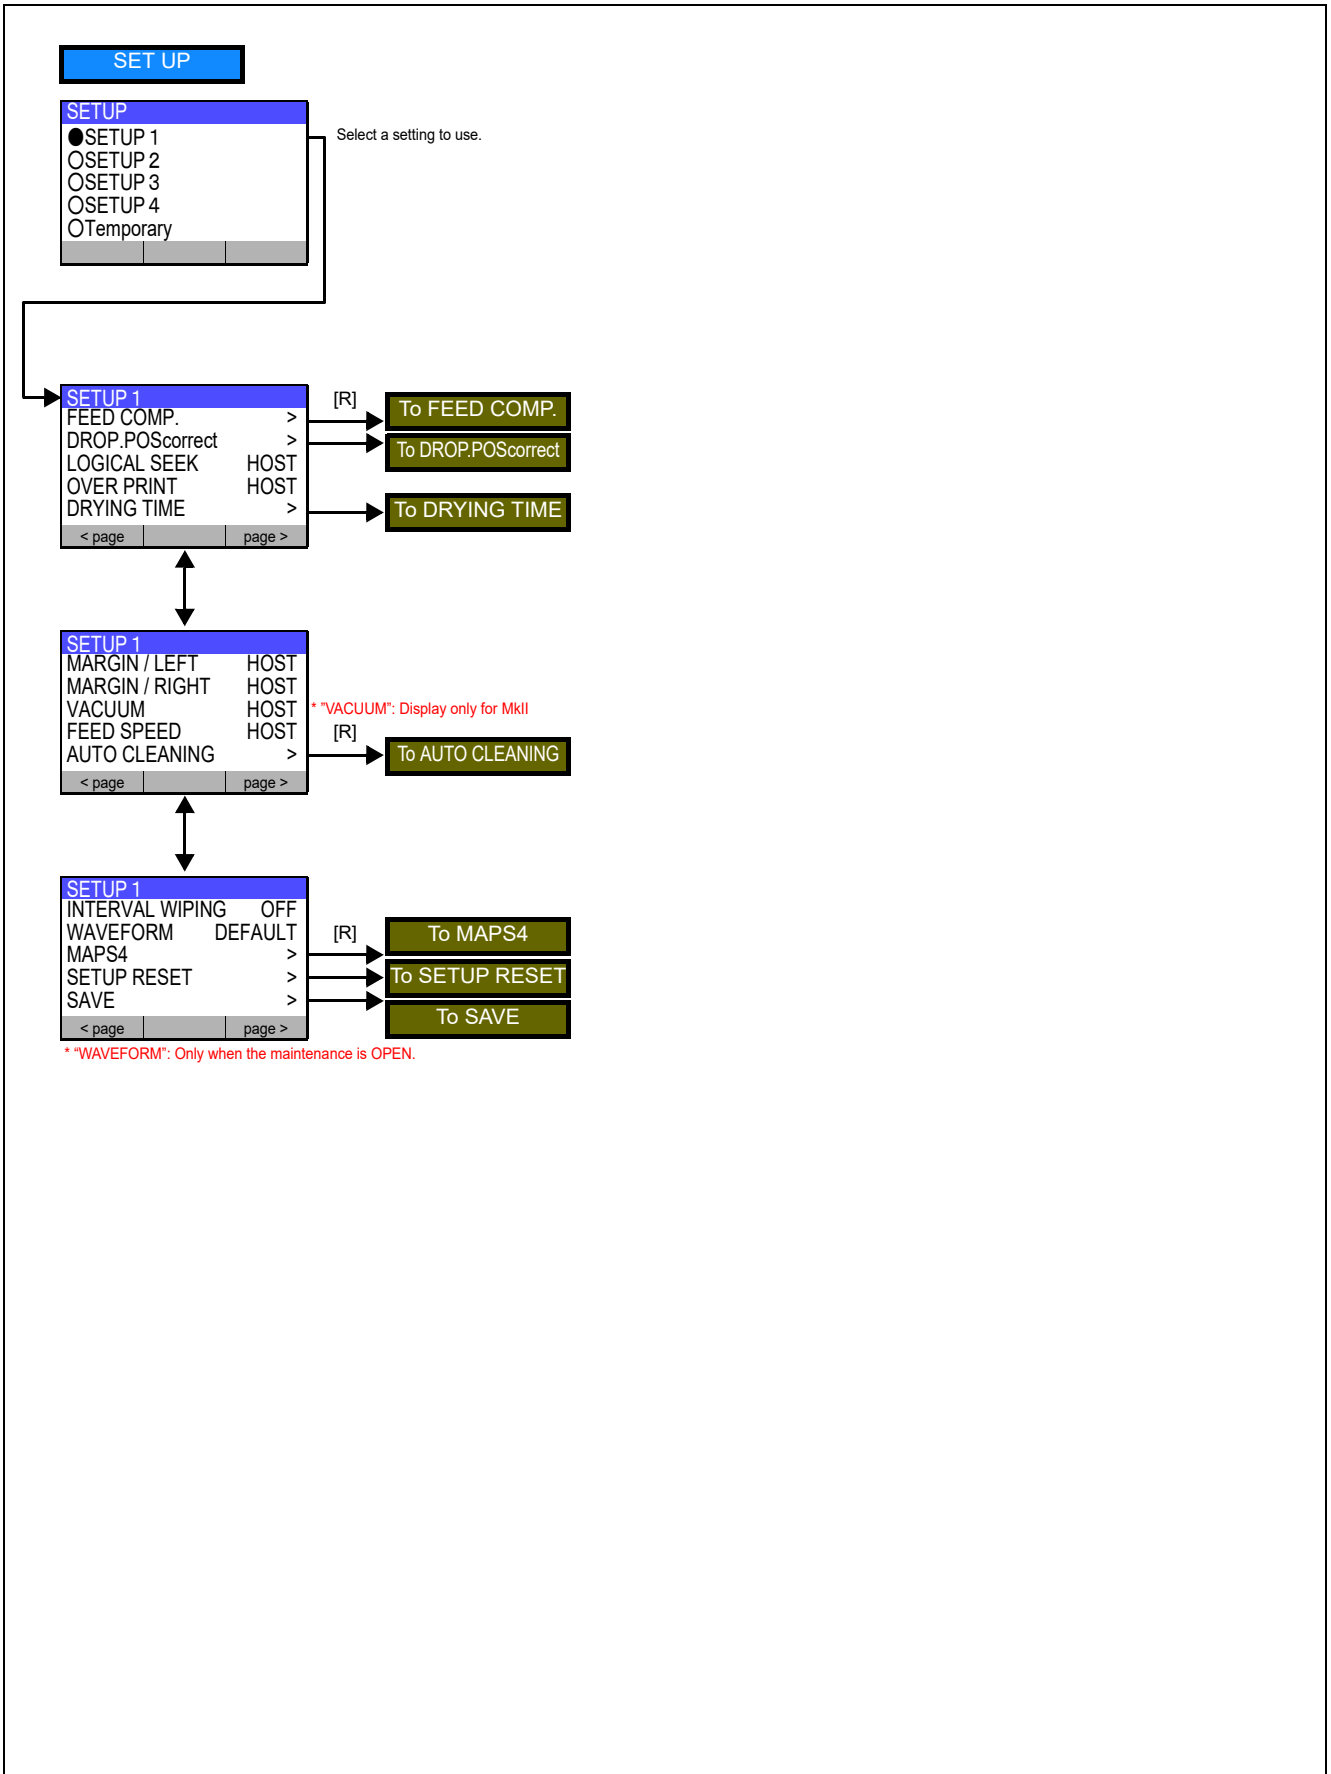 SET UP
SETUP
●SETUP 1
Select a setting to use.
○SETUP 2
○SETUP 3
○SETUP 4
○Temporary
SETUP 1
FEED COMP. >
[R]
To FEED COMP.
DROP.POScorrect >
To DROP.POScorrect
LOGICAL SEEK HOST
OVER PRINT HOST
DRYING TIME >
To DRYING TIME
< page page >
SETUP 1
MARGIN / LEFT HOST
MARGIN / RIGHT HOST
VACUUM HOST
* "VACUUM": Display only for MkII
FEED SPEED HOST
[R]
AUTO CLEANING >
To AUTO CLEANING
< page page >
SETUP 1
INTERVAL WIPING OFF
WAVEFORM DEFAULT
[R]
To MAPS4
MAPS4 >
SETUP RESET >
To SETUP RESET
SAVE >
To SAVE
< page page >
* “WAVEFORM”: Only when the maintenance is OPEN.